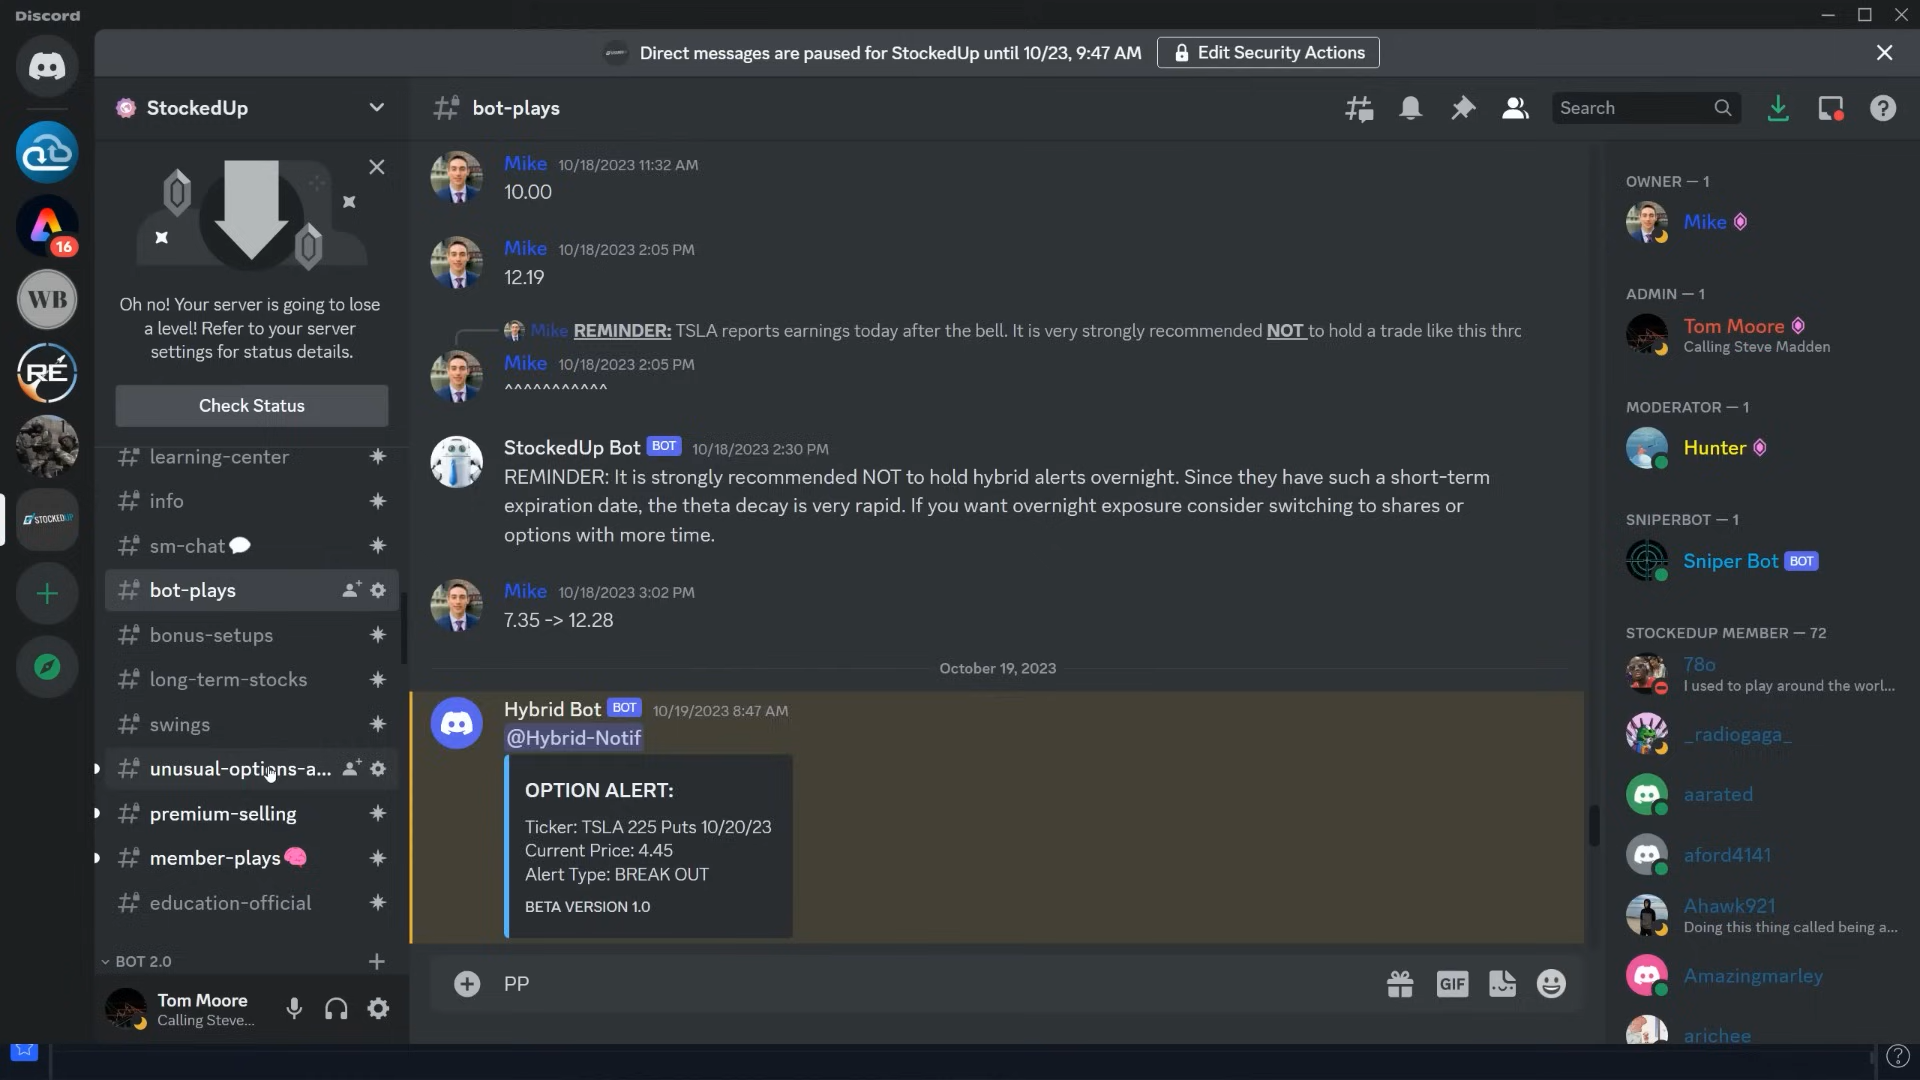 Discord
Direct messages are paused for StockedUp until 10/23, 9:47 AM
Edit Security Actions
StockedUp
bot-plays
Search
16
WB
RE
STOCKEDUP
Oh no! Your server is going to lose
a level! Refer to your server
settings for status details.
Check Status
learning-center
info
sm-chat💬
bot-plays
bonus-setups
long-term-stocks
swings
unusual-options-a...
premium-selling
member-plays🧠
education-official
BOT 2.0
Tom Moore
Calling Steve...
Mike 10/18/2023 11:32 AM
10.00
Mike 10/18/2023 2:05 PM
12.19
Mike REMINDER: TSLA reports earnings today after the bell. It is very strongly recommended NOT to hold a trade like this thro
Mike 10/18/2023 2:05 PM
^^^^^^^^^^^
StockedUp Bot BOT 10/18/2023 2:30 PM
REMINDER: It is strongly recommended NOT to hold hybrid alerts overnight. Since they have such a short-term
expiration date, the theta decay is very rapid. If you want overnight exposure consider switching to shares or
options with more time.
Mike 10/18/2023 3:02 PM
7.35 -> 12.28
October 19, 2023
Hybrid Bot BOT 10/19/2023 8:47 AM
@Hybrid-Notif
OPTION ALERT:
Ticker: TSLA 225 Puts 10/20/23
Current Price: 4.45
Alert Type: BREAK OUT
BETA VERSION 1.0
PP
GIF
OWNER — 1
Mike
ADMIN — 1
Tom Moore
Calling Steve Madden
MODERATOR — 1
Hunter
SNIPERBOT — 1
Sniper Bot BOT
STOCKEDUP MEMBER — 72
78o
I used to play around the worl...
_radiogaga_
aarated
aford4141
Ahawk921
Doing this thing called being a...
Amazingmarley
arichee